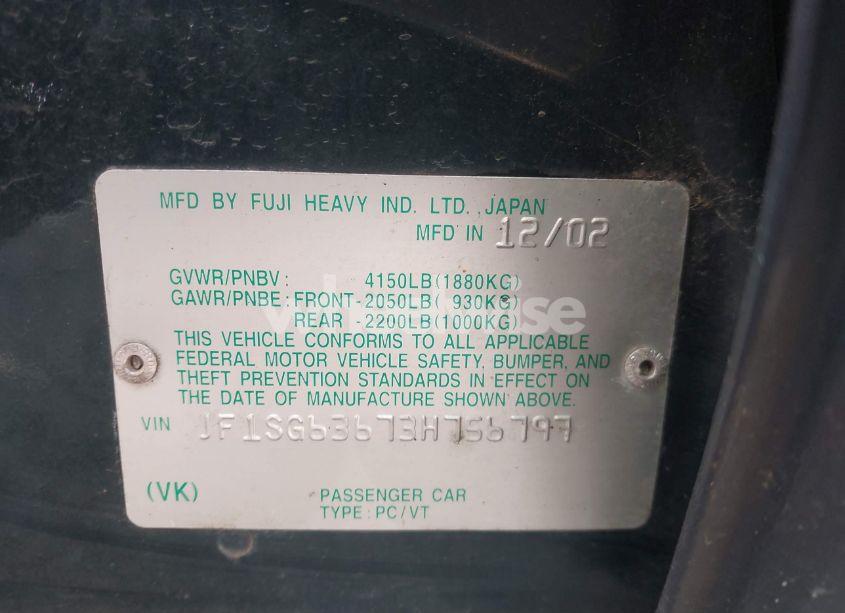 MFD BY FUJI HEAVY IND. LTD. JAPAN
MFD IN 12/02
GVWR/PNBV: 4150LB(1880KG)
GAWR/PNBE: FRONT-2050LB( 930KG)
REAR -2200LB(1000KG)
THIS VEHICLE CONFORMS TO ALL APPLICABLE
FEDERAL MOTOR VEHICLE SAFETY, BUMPER, AND
THEFT PREVENTION STANDARDS IN EFFECT ON
THE DATE OF MANUFACTURE SHOWN ABOVE.
VIN JF1SG63673H756797
(VK) PASSENGER CAR
TYPE: PC/VT